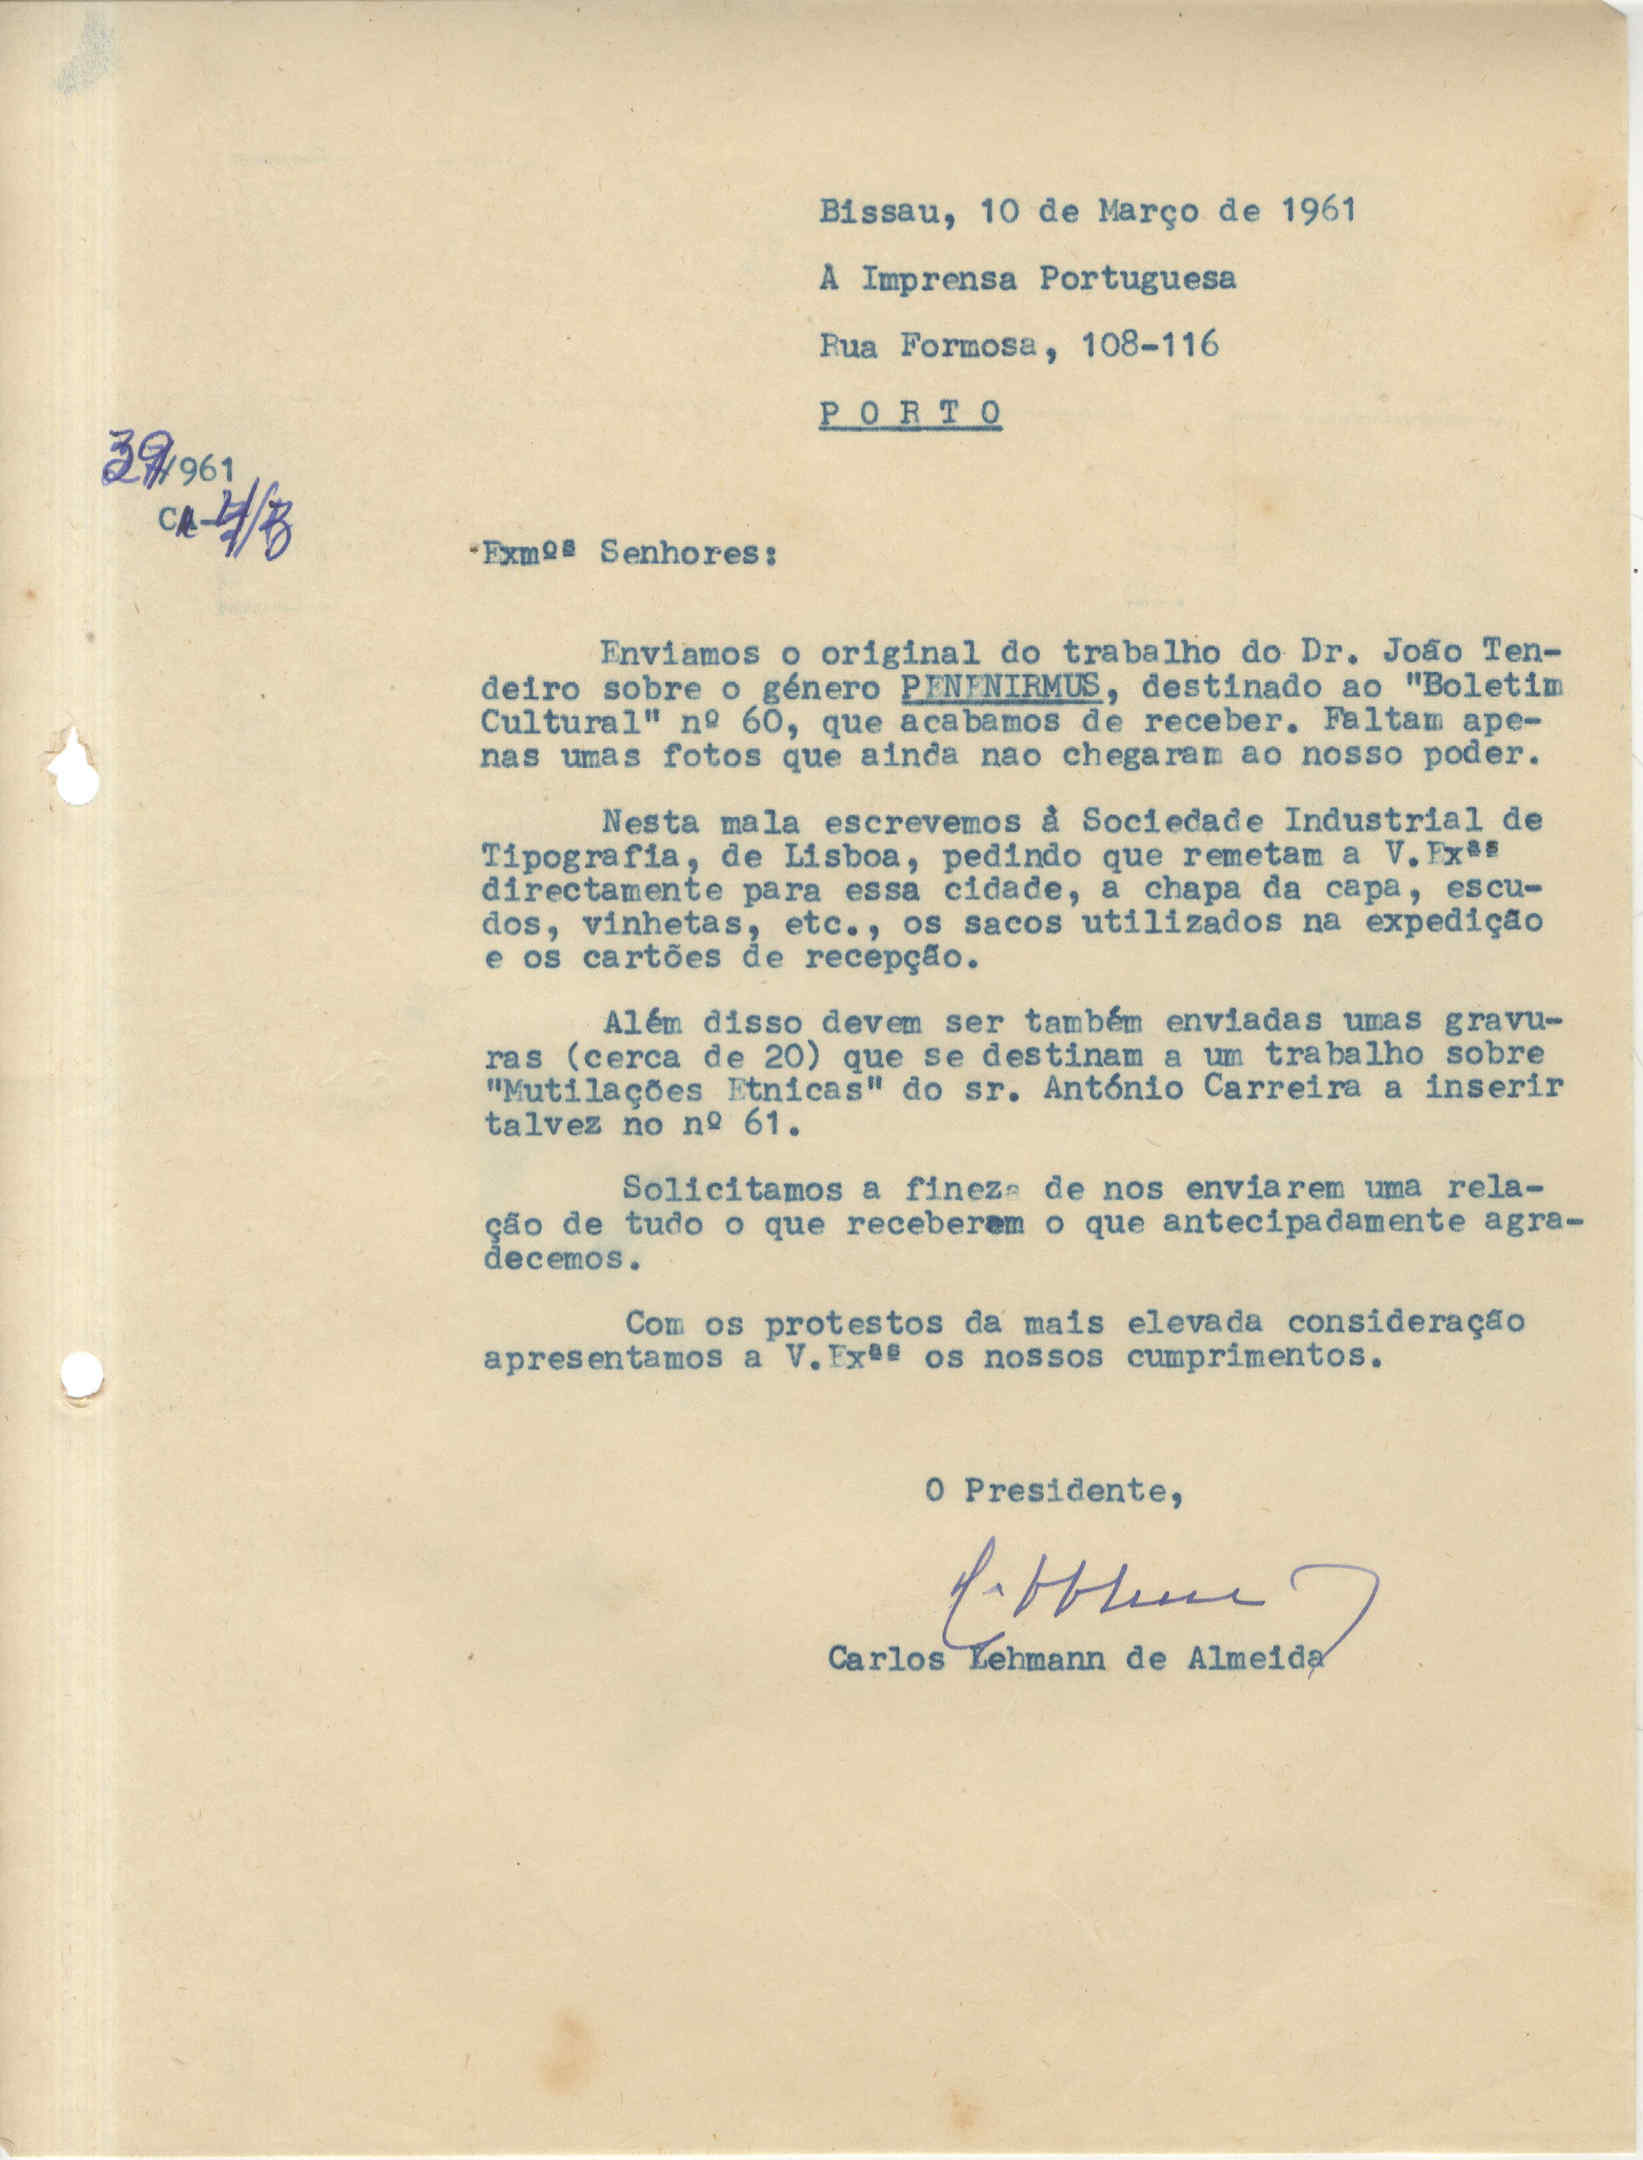 Bissau, 10 de Março de 1961
À Imprensa Portuguesa
Rua Formosa, 108-116
P O R T O
39/961
CA-4/B
Exmºˢ Senhores:
Enviamos o original do trabalho do Dr. João Ten-
deiro sobre o género PENENIRMUS, destinado ao "Boletim
Cultural" nº 60, que acabamos de receber. Faltam ape-
nas umas fotos que ainda nao chegaram ao nosso poder.
Nesta mala escrevemos à Sociedade Industrial de
Tipografia, de Lisboa, pedindo que remetam a V.Exªˢ
directamente para essa cidade, a chapa da capa, escu-
dos, vinhetas, etc., os sacos utilizados na expedição
e os cartões de recepção.
Além disso devem ser também enviadas umas gravu-
ras (cerca de 20) que se destinam a um trabalho sobre
"Mutilações Etnicas" do sr. António Carreira a inserir
talvez no nº 61.
Solicitamos a fineza de nos enviarem uma rela-
ção de tudo o que receberem o que antecipadamente agra-
decemos.
Com os protestos da mais elevada consideração
apresentamos a V.Exªˢ os nossos cumprimentos.
O Presidente,
Carlos Lehmann de Almeida